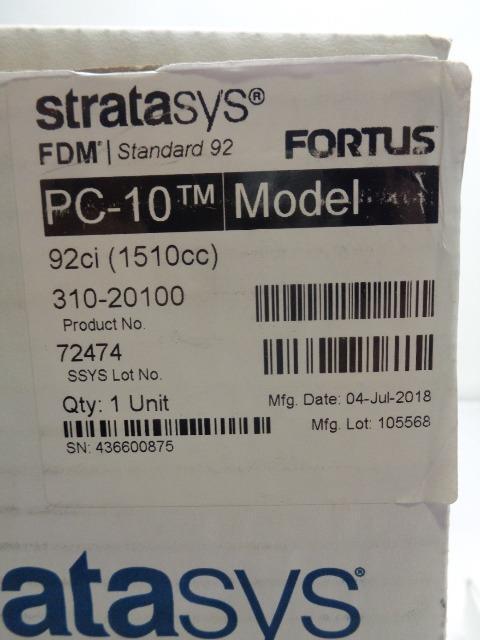 stratasys®
FDM® | Standard 92 FORTUS
PC-10™ Model
92ci (1510cc)
310-20100
Product No.
72474
SSYS Lot No.
Qty: 1 Unit Mfg. Date: 04-Jul-2018
Mfg. Lot: 105568
SN: 436600875
atasys®